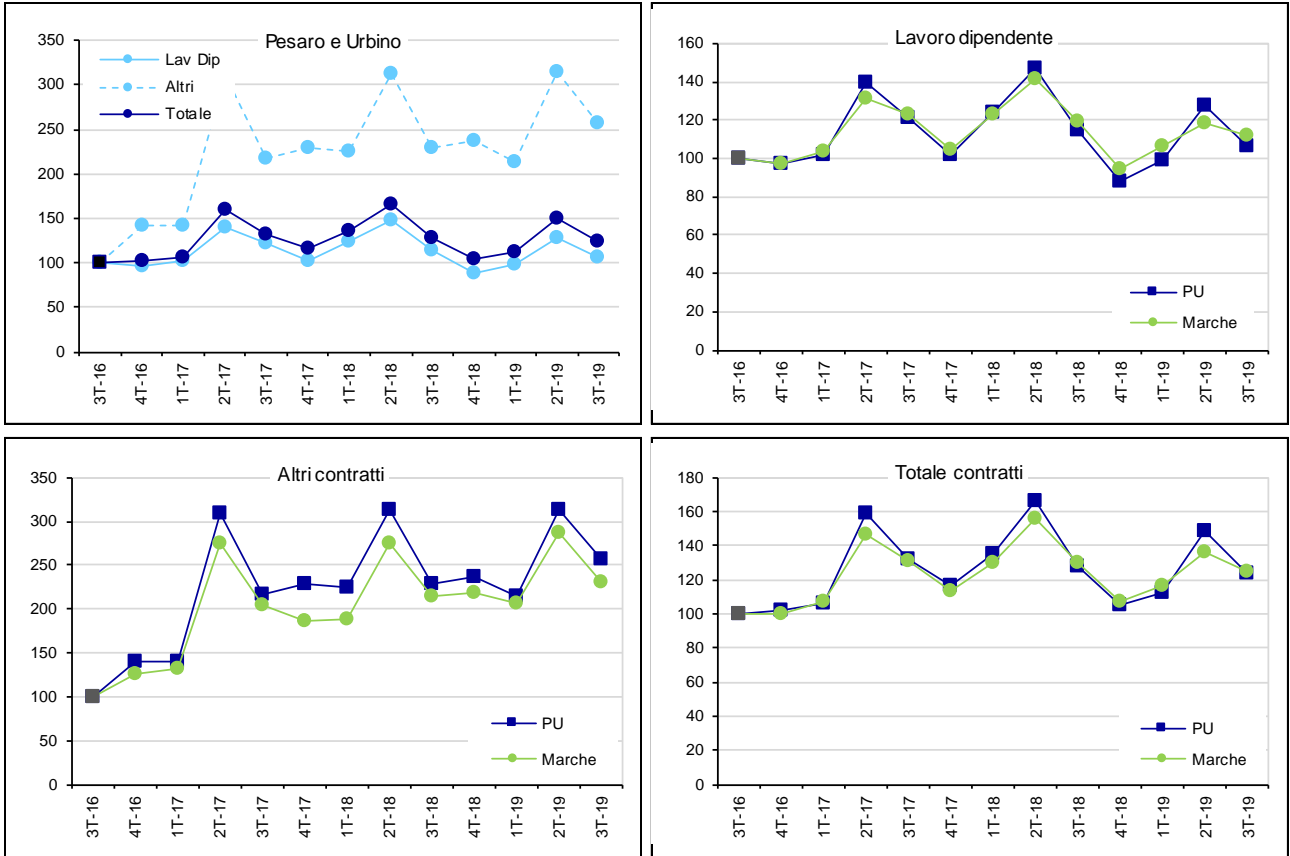 Pesaro e Urbino
Lav Dip
Altri
Totale
350
300
250
200
150
100
50
0
3T-16
4T-16
1T-17
2T-17
3T-17
4T-17
1T-18
2T-18
3T-18
4T-18
1T-19
2T-19
3T-19
Lavoro dipendente
160
140
120
100
80
60
40
20
0
PU
Marche
3T-16
4T-16
1T-17
2T-17
3T-17
4T-17
1T-18
2T-18
3T-18
4T-18
1T-19
2T-19
3T-19
Altri contratti
350
300
250
200
150
100
50
0
PU
Marche
3T-16
4T-16
1T-17
2T-17
3T-17
4T-17
1T-18
2T-18
3T-18
4T-18
1T-19
2T-19
3T-19
Totale contratti
180
160
140
120
100
80
60
40
20
0
PU
Marche
3T-16
4T-16
1T-17
2T-17
3T-17
4T-17
1T-18
2T-18
3T-18
4T-18
1T-19
2T-19
3T-19